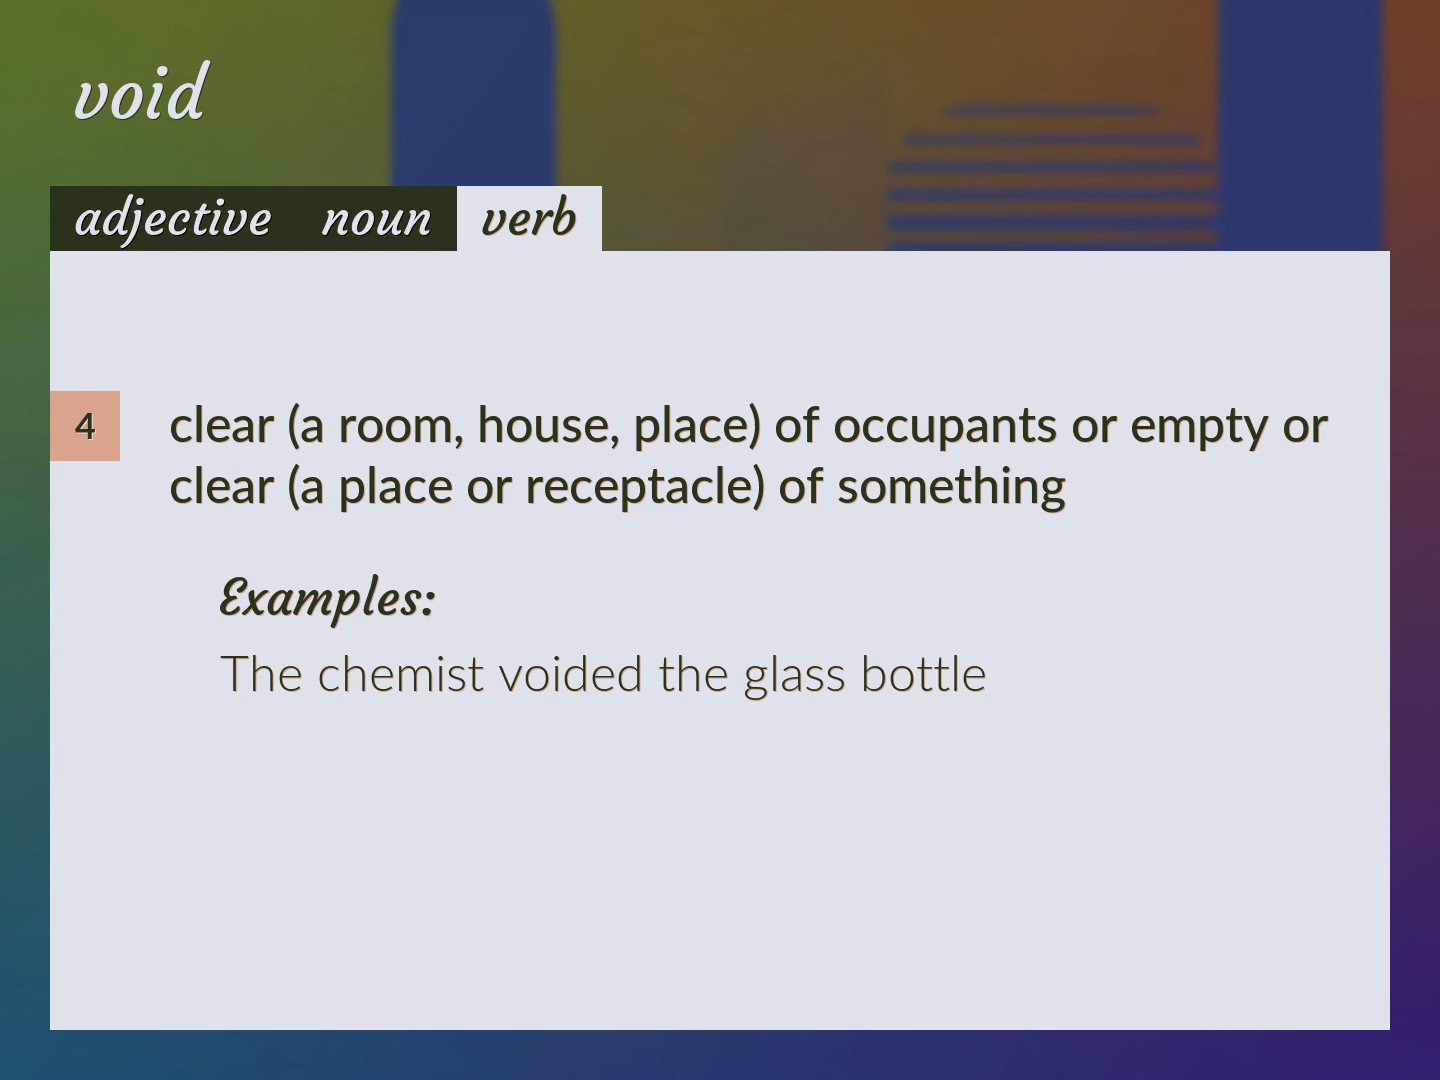 void
adjective noun verb
4 clear (a room, house, place) of occupants or empty or
clear (a place or receptacle) of something
Examples:
The chemist voided the glass bottle